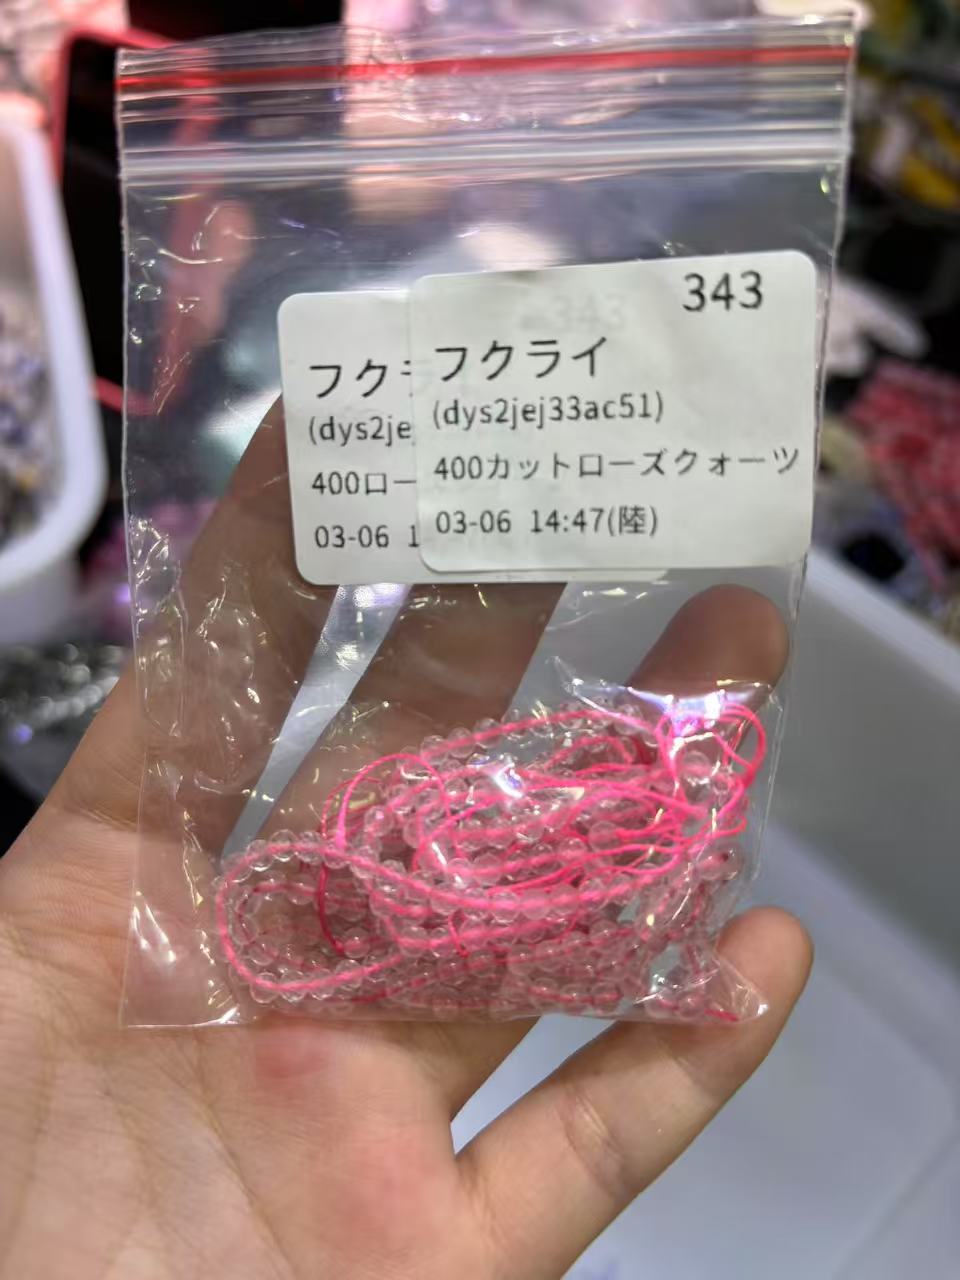 343
フクライ
(dys2jej33ac51)
400カットローズクォーツ
03-06 14:47(陸)
フク
(dys2je
400ロー
03-06 1